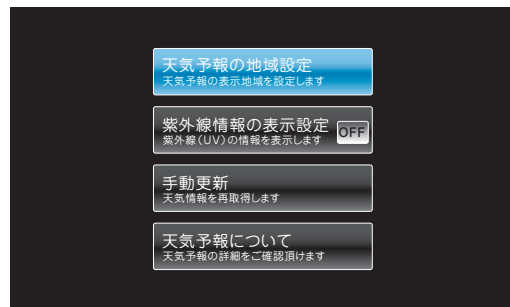 天気予報の地域設定
天気予報の表示地域を設定します
紫外線情報の表示設定
OFF
紫外線(UV)の情報を表示します
手動更新
天気情報を再取得します
天気予報について
天気予報の詳細をご確認頂けます